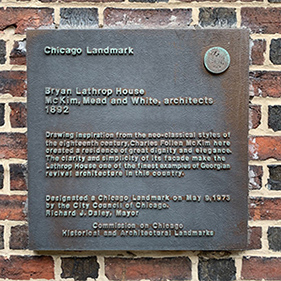 Chicago Landmark
Bryan Lathrop House
McKim, Mead and White, architects
1892
Drawing inspiration from the neo-classical styles of
the eighteenth century, Charles Follen McKim here
created a residence of great dignity and elegance.
The clarity and simplicity of its facade make the
Lathrop House one of the finest examples of Georgian
revival architecture in this country.
Designated a Chicago Landmark on May 9, 1973
by the City Council of Chicago.
Richard J. Daley, Mayor
Commission on Chicago
Historical and Architectural Landmarks